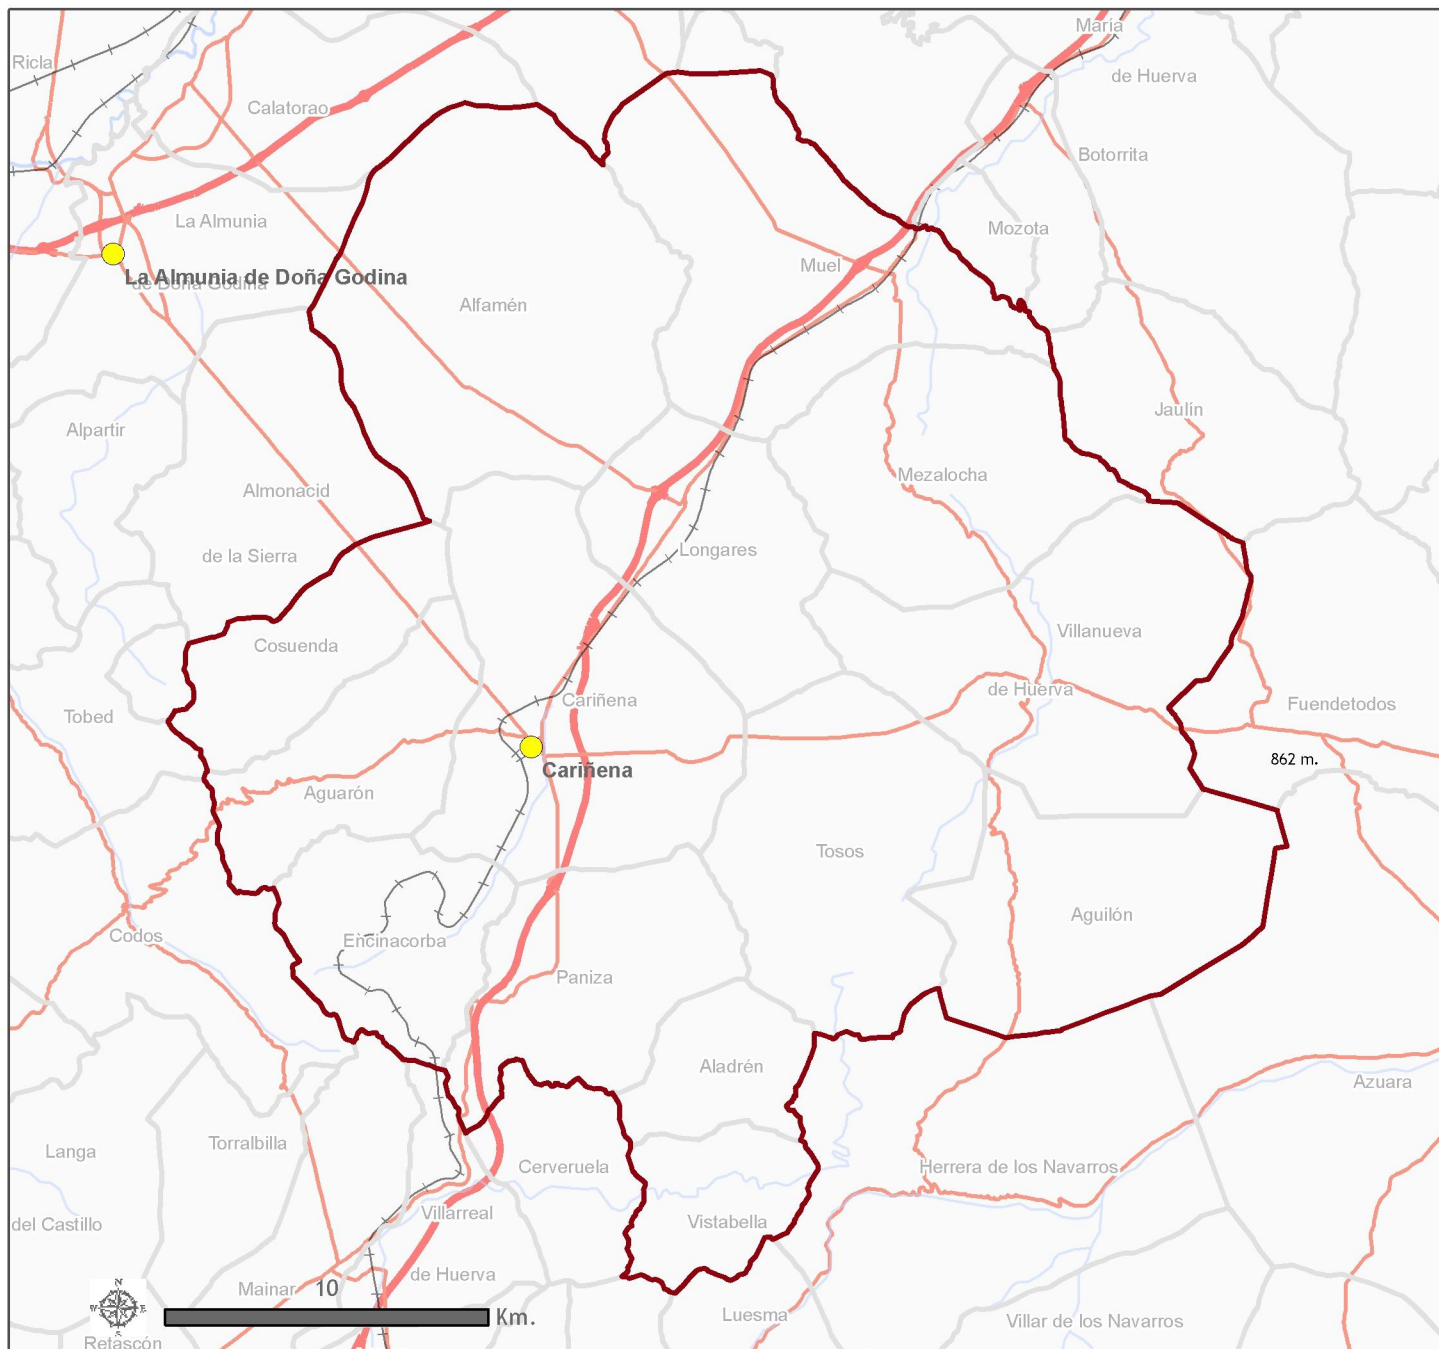 María
de Huerva
Ricla
Calatorao
Botorrita
La Almunia
de Doña Godina
La Almunia de Doña Godina
Mozota
Muel
Alfamén
Jaulín
Alpartir
Mezalocha
Almonacid
de la Sierra
Longares
Villanueva
de Huerva
Cosuenda
Cariñena
Fuendetodos
Tobed
862 m.
Cariñena
Aguarón
Tosos
Aguilón
Codos
Encinacorba
Paniza
Aladrén
Azuara
Langa
del Castillo
Torralbilla
Cerveruela
Herrera de los Navarros
Villarreal
de Huerva
Vistabella
Mainar
N
W E
S
10
Km.
Luesma
Villar de los Navarros
Retascón